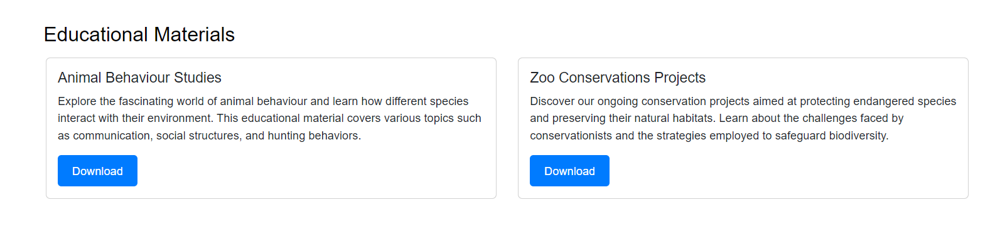 Educational Materials
Animal Behaviour Studies
Explore the fascinating world of animal behaviour and learn how different species
interact with their environment. This educational material covers various topics such
as communication, social structures, and hunting behaviors.
Download
Zoo Conservations Projects
Discover our ongoing conservation projects aimed at protecting endangered species
and preserving their natural habitats. Learn about the challenges faced by
conservationists and the strategies employed to safeguard biodiversity.
Download